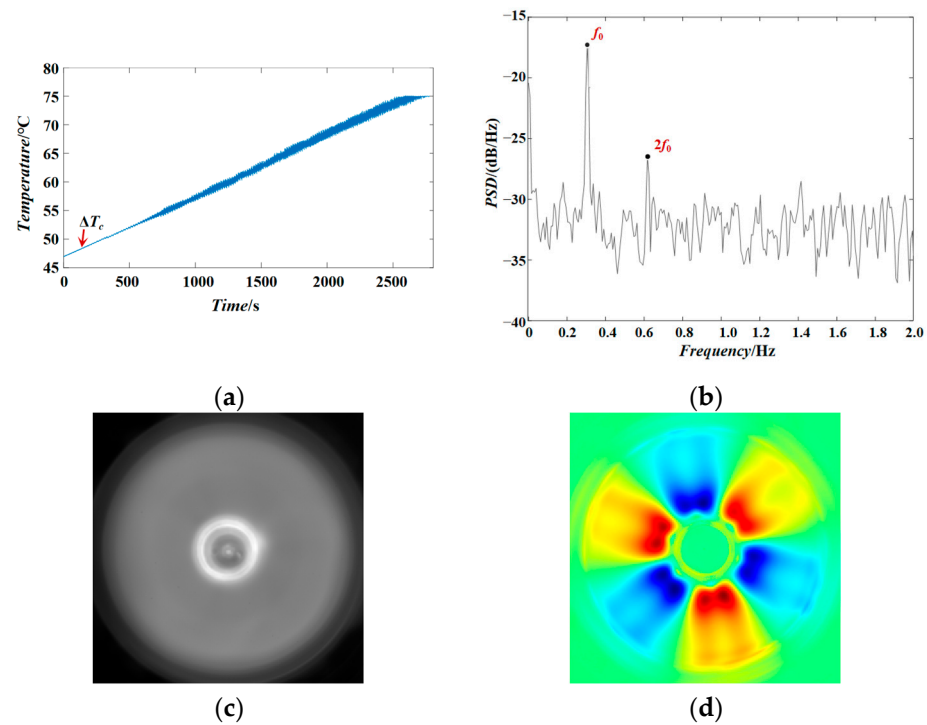 80
75
70
65
60
55
50
45
Temperature/°C
ΔT_c
0 500 1000 1500 2000 2500
Time/s
(a)
−15
−20
−25
−30
−35
−40
PSD/(dB/Hz)
f₀
2f₀
0 0.2 0.4 0.6 0.8 1.0 1.2 1.4 1.6 1.8 2.0
Frequency/Hz
(b)
(c)
(d)